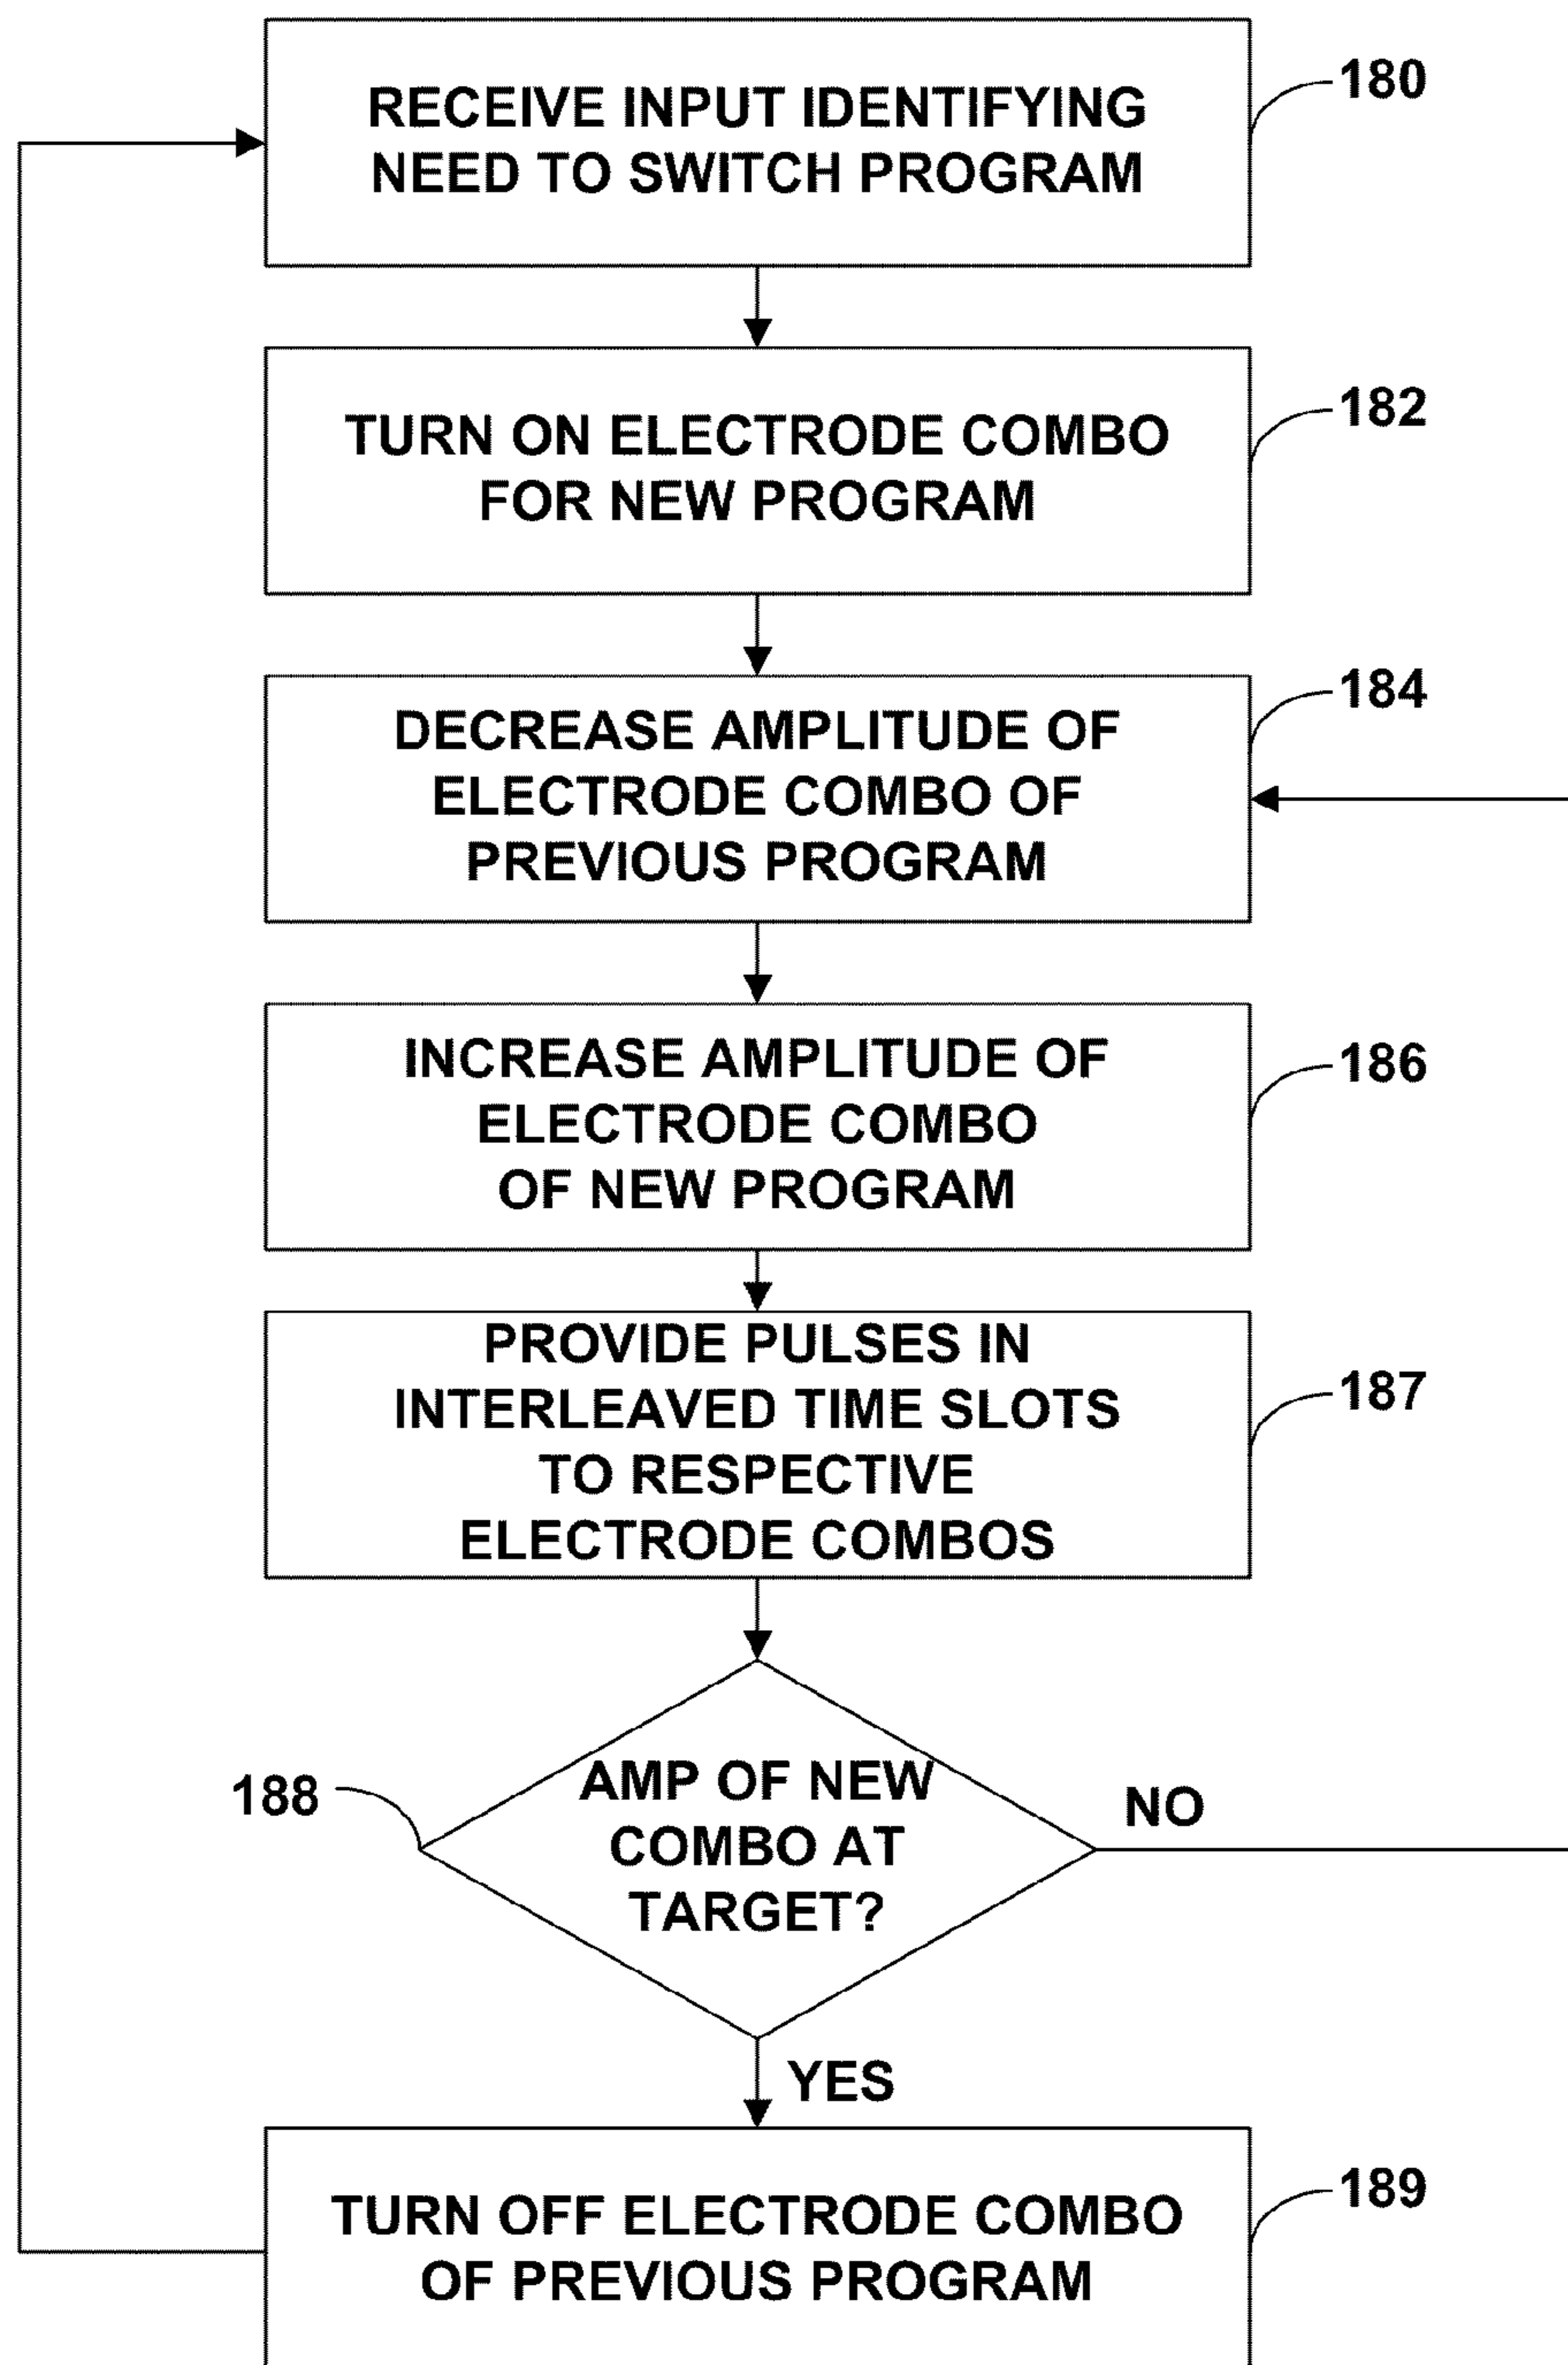 RECEIVE INPUT IDENTIFYING
NEED TO SWITCH PROGRAM
180
TURN ON ELECTRODE COMBO
FOR NEW PROGRAM
182
DECREASE AMPLITUDE OF
ELECTRODE COMBO OF
PREVIOUS PROGRAM
184
INCREASE AMPLITUDE OF
ELECTRODE COMBO
OF NEW PROGRAM
186
PROVIDE PULSES IN
INTERLEAVED TIME SLOTS
TO RESPECTIVE
ELECTRODE COMBOS
187
188
AMP OF NEW
COMBO AT
TARGET?
NO
YES
TURN OFF ELECTRODE COMBO
OF PREVIOUS PROGRAM
189